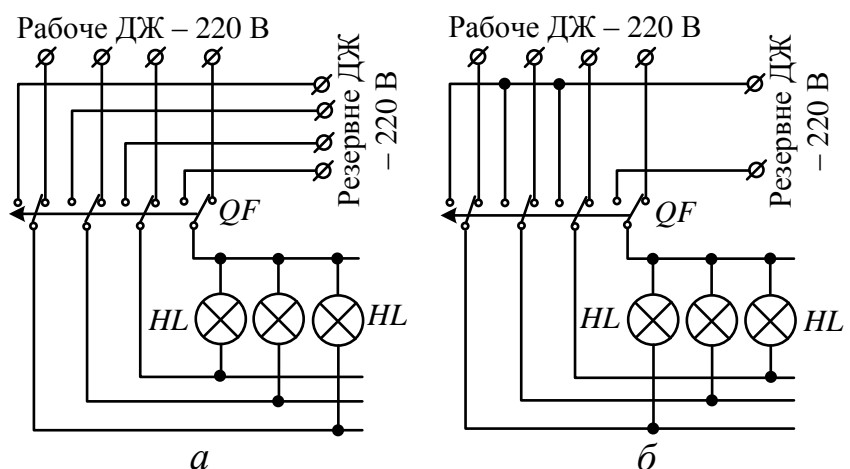 Рабоче ДЖ – 220 В
Резервне ДЖ
– 220 В
QF
HL
HL
а
Рабоче ДЖ – 220 В
Резервне ДЖ
– 220 В
QF
HL
HL
б